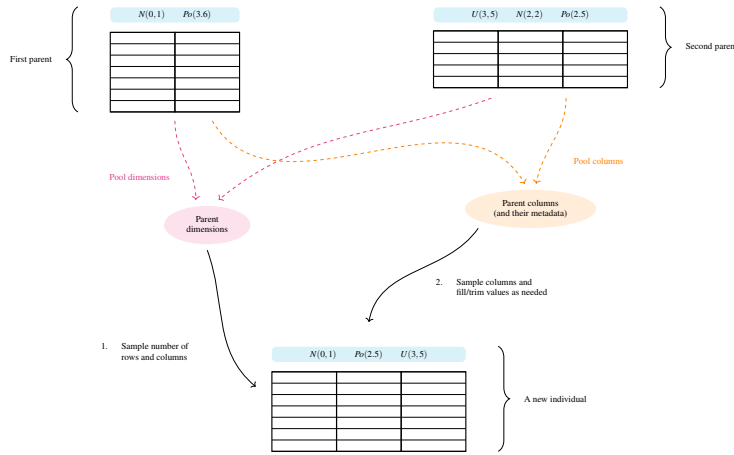 N(0,1) Po(3.6)
U(3,5) N(2,2) Po(2.5)
First parent
Second parent
Pool dimensions
Pool columns
Parent
dimensions
Parent columns
(and their metadata)
2. Sample columns and
fill/trim values as needed
1. Sample number of
rows and columns
N(0,1) Po(2.5) U(3,5)
A new individual